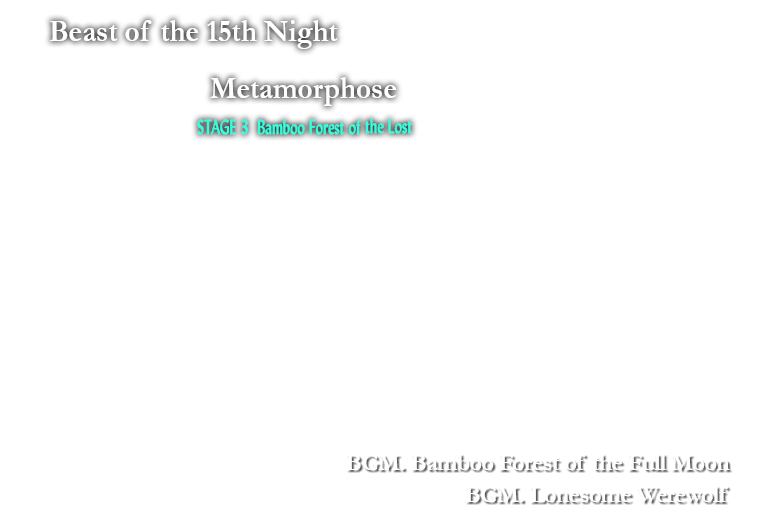 Beast of the 15th Night
Metamorphose
STAGE 3 Bamboo Forest of the Lost
BGM. Bamboo Forest of the Full Moon
BGM. Lonesome Werewolf